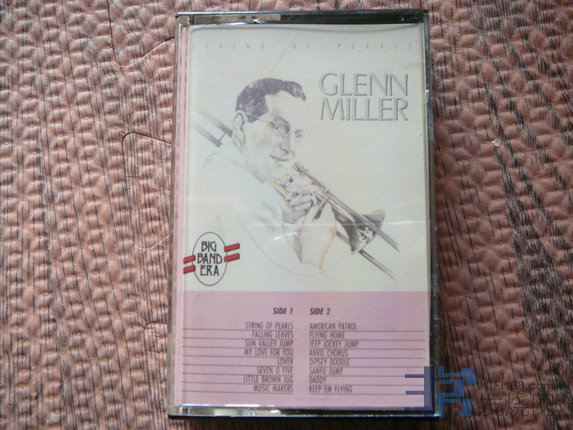 STRING OF PEARLS
GLENN
MILLER
BIG
BAND
ERA
SIDE 1
STRING OF PEARLS
FALLING LEAVES
SUN VALLEY JUMP
MY LOVE FOR YOU
LOVER
SEVEN O FIVE
LITTLE BROWN JUG
MUSIC MAKERS
SIDE 2
AMERICAN PATROL
FLYING HOME
JEEP JOCKEY JUMP
ANVIL CHORUS
DIPSEY DOODLE
SANFU JUMP
DADDY
KEEP EM FLYING